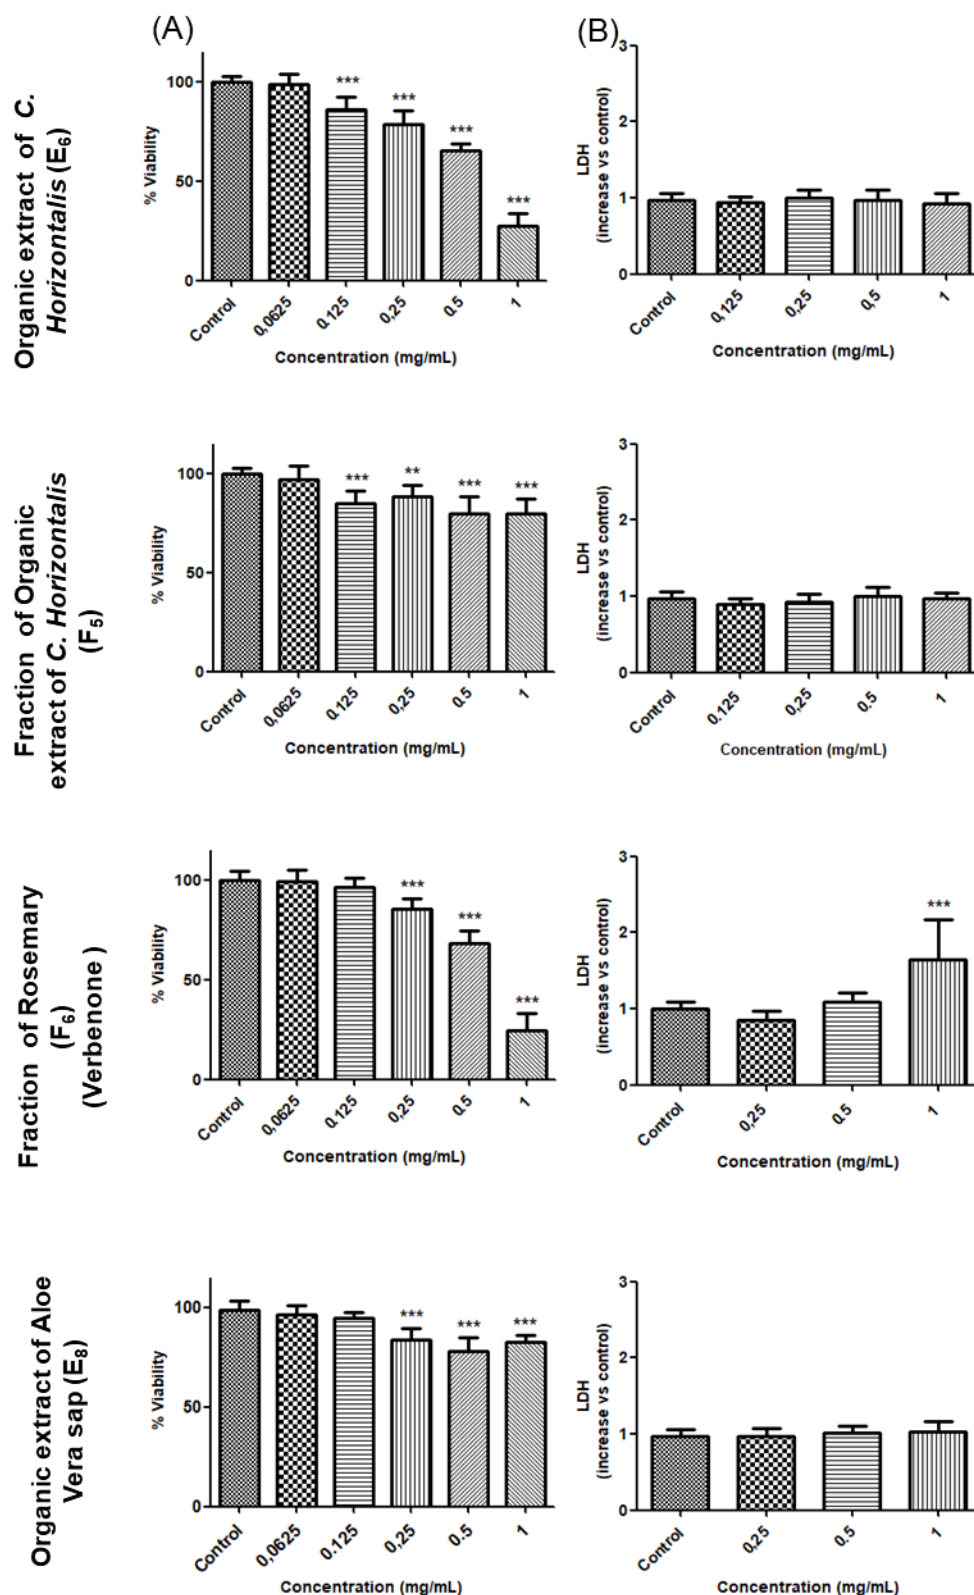 (A)
(B)
Organic extract of C.
Horizontalis (E6)
% Viability
100
50
0
***
***
***
***
Control
0,0625
0.125
0,25
0.5
1
Concentration (mg/mL)
LDH
(increase vs control)
3
2
1
0
Control
0,125
0,25
0,5
1
Concentration (mg/mL)
Fraction of Organic
extract of C. Horizontalis
(F5)
% Viability
100
50
0
***
**
***
***
Control
0,0625
0.125
0,25
0.5
1
Concentration (mg/mL)
LDH
(increase vs control)
3
2
1
0
Control
0.125
0,25
0.5
1
Concentration (mg/mL)
Fraction of Rosemary
(F6)
(Verbenone )
% Viability
100
50
0
***
***
***
Control
0,0625
0.125
0,25
0.5
1
Concentration (mg/mL)
LDH
(increase vs control)
3
2
1
0
***
Control
0,25
0.5
1
Concentration (mg/mL)
Organic extract of Aloe
Vera sap (E8)
% Viability
100
50
0
***
***
***
Control
0,0625
0.125
0,25
0.5
1
Concentration (mg/mL)
LDH
(increase vs control)
3
2
1
0
Control
0,25
0.5
1
Concentration (mg/mL)